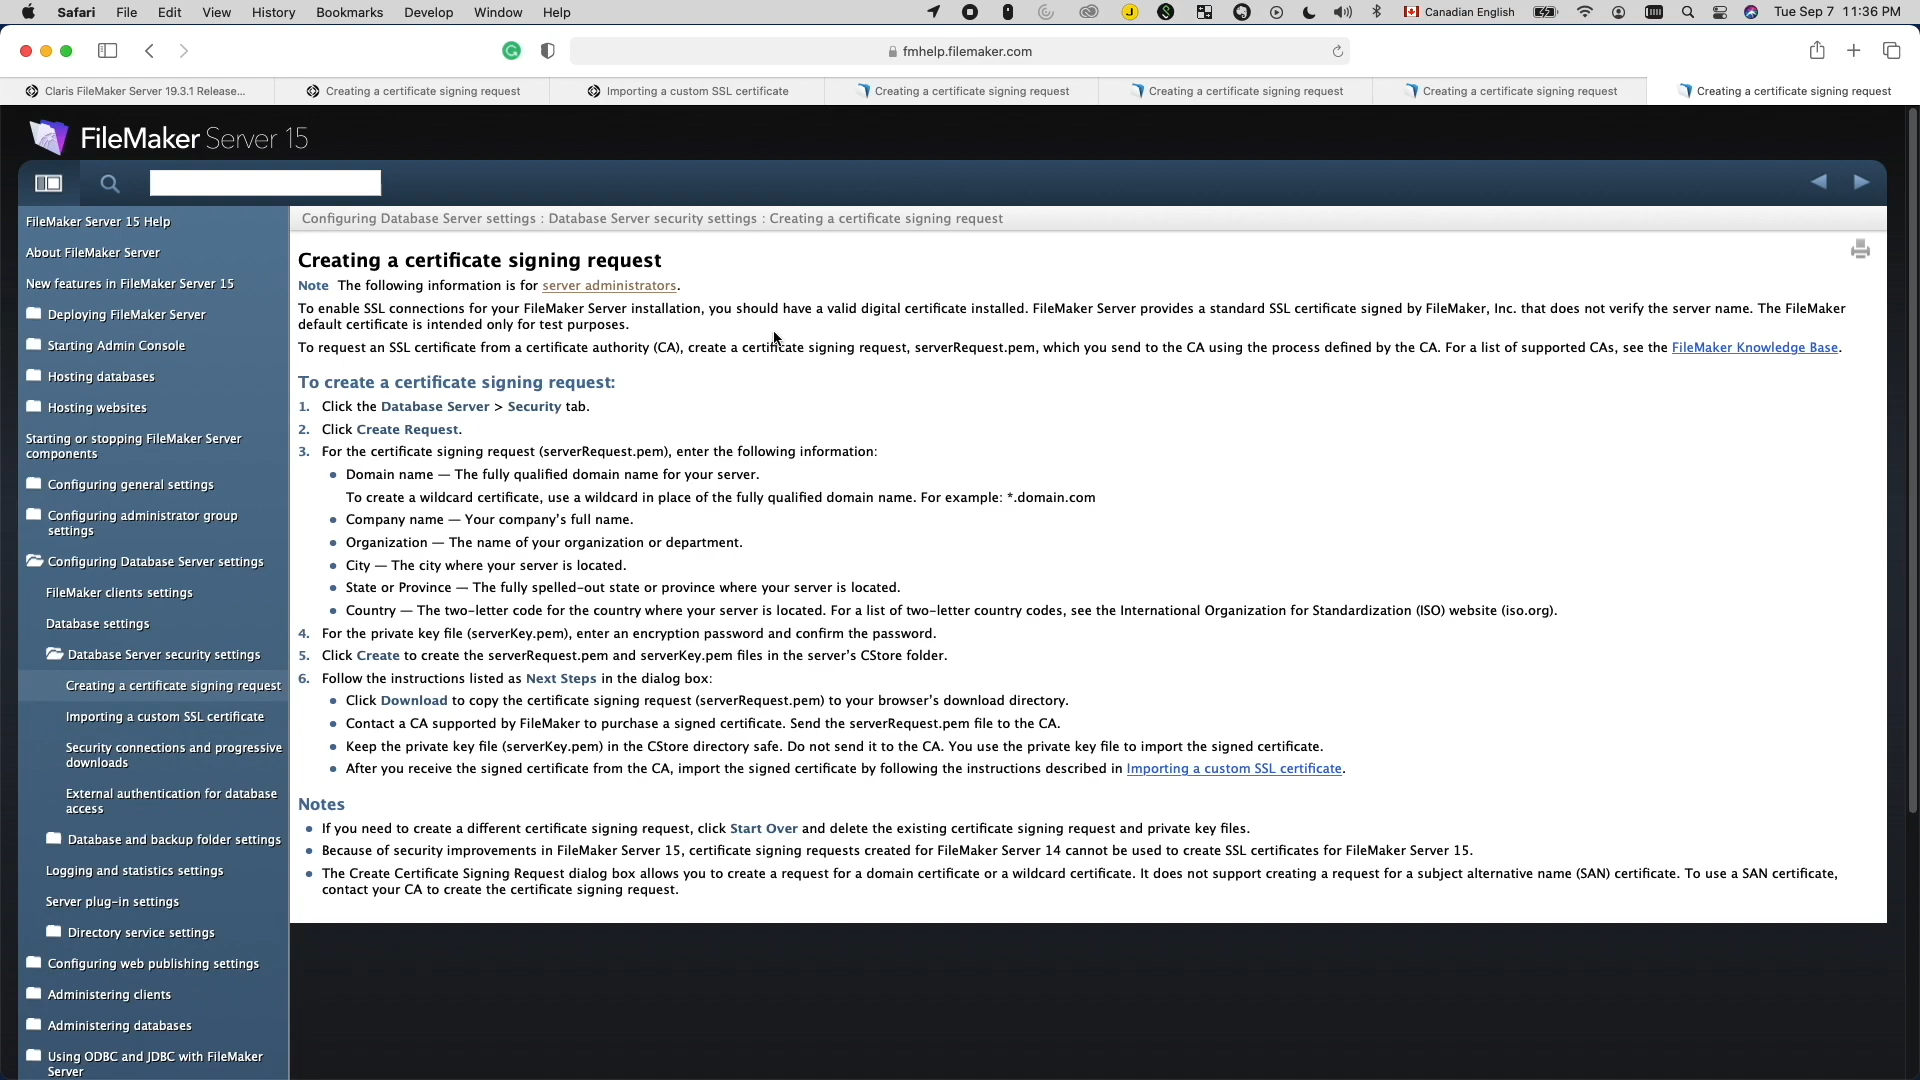 Safari File Edit View History Bookmarks Develop Window Help
Canadian English Tue Sep 7 11:36 PM
fmhelp.filemaker.com
Claris FileMaker Server 19.3.1 Release...
Creating a certificate signing request
Importing a custom SSL certificate
Creating a certificate signing request
Creating a certificate signing request
Creating a certificate signing request
Creating a certificate signing request
FileMaker Server 15
FileMaker Server 15 Help
About FileMaker Server
New features in FileMaker Server 15
Deploying FileMaker Server
Starting Admin Console
Hosting databases
Hosting websites
Starting or stopping FileMaker Server
components
Configuring general settings
Configuring administrator group
settings
Configuring Database Server settings
FileMaker clients settings
Database settings
Database Server security settings
Creating a certificate signing request
Importing a custom SSL certificate
Security connections and progressive
downloads
External authentication for database
access
Database and backup folder settings
Logging and statistics settings
Server plug-in settings
Directory service settings
Configuring web publishing settings
Administering clients
Administering databases
Using ODBC and JDBC with FileMaker
Server
Configuring Database Server settings : Database Server security settings : Creating a certificate signing request
Creating a certificate signing request
Note The following information is for server administrators.
To enable SSL connections for your FileMaker Server installation, you should have a valid digital certificate installed. FileMaker Server provides a standard SSL certificate signed by FileMaker, Inc. that does not verify the server name. The FileMaker
default certificate is intended only for test purposes.
To request an SSL certificate from a certificate authority (CA), create a certificate signing request, serverRequest.pem, which you send to the CA using the process defined by the CA. For a list of supported CAs, see the FileMaker Knowledge Base.
To create a certificate signing request:
1. Click the Database Server > Security tab.
2. Click Create Request.
3. For the certificate signing request (serverRequest.pem), enter the following information:
• Domain name — The fully qualified domain name for your server.
To create a wildcard certificate, use a wildcard in place of the fully qualified domain name. For example: *.domain.com
• Company name — Your company's full name.
• Organization — The name of your organization or department.
• City — The city where your server is located.
• State or Province — The fully spelled-out state or province where your server is located.
• Country — The two-letter code for the country where your server is located. For a list of two-letter country codes, see the International Organization for Standardization (ISO) website (iso.org).
4. For the private key file (serverKey.pem), enter an encryption password and confirm the password.
5. Click Create to create the serverRequest.pem and serverKey.pem files in the server's CStore folder.
6. Follow the instructions listed as Next Steps in the dialog box:
• Click Download to copy the certificate signing request (serverRequest.pem) to your browser's download directory.
• Contact a CA supported by FileMaker to purchase a signed certificate. Send the serverRequest.pem file to the CA.
• Keep the private key file (serverKey.pem) in the CStore directory safe. Do not send it to the CA. You use the private key file to import the signed certificate.
• After you receive the signed certificate from the CA, import the signed certificate by following the instructions described in Importing a custom SSL certificate.
Notes
• If you need to create a different certificate signing request, click Start Over and delete the existing certificate signing request and private key files.
• Because of security improvements in FileMaker Server 15, certificate signing requests created for FileMaker Server 14 cannot be used to create SSL certificates for FileMaker Server 15.
• The Create Certificate Signing Request dialog box allows you to create a request for a domain certificate or a wildcard certificate. It does not support creating a request for a subject alternative name (SAN) certificate. To use a SAN certificate,
contact your CA to create the certificate signing request.